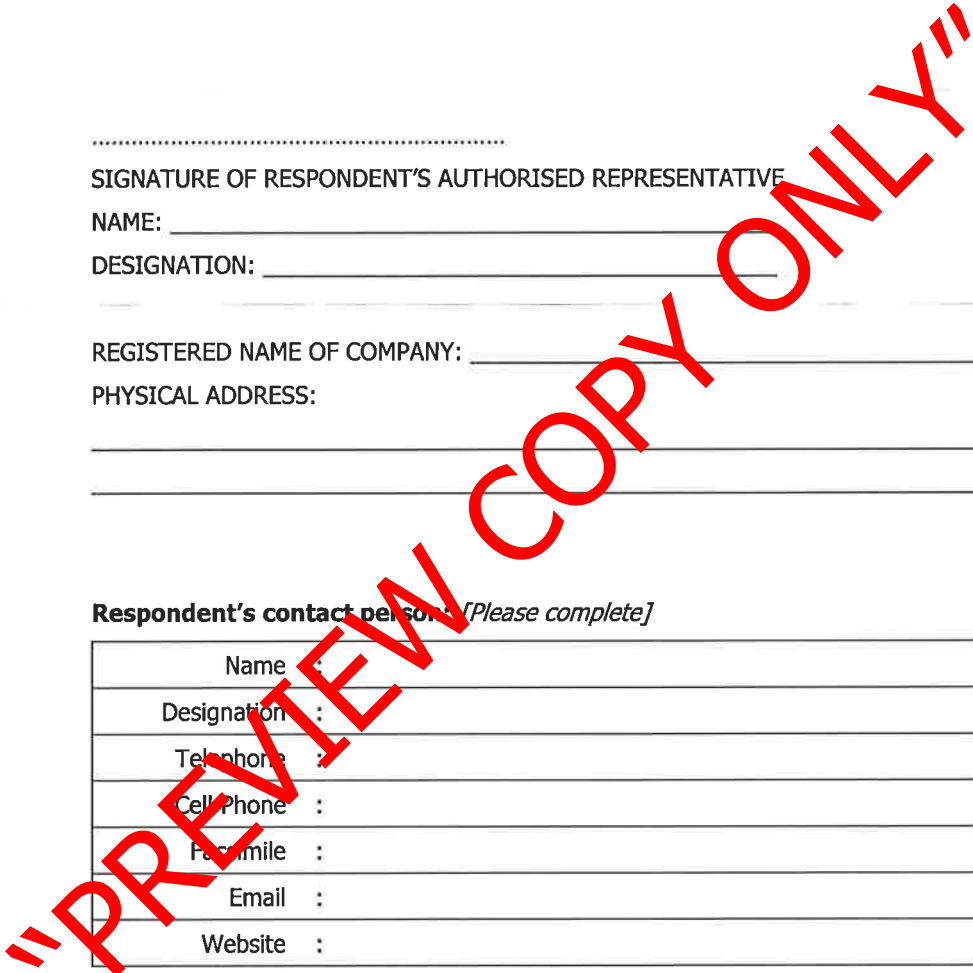 SIGNATURE OF RESPONDENT'S AUTHORISED REPRESENTATIVE
NAME:
DESIGNATION:
REGISTERED NAME OF COMPANY:
PHYSICAL ADDRESS:
Respondent's contact person: [Please complete]
Name :
Designation :
Telephone :
Cell Phone :
Facsimile :
Email :
Website :
"PREVIEW COPY ONLY"